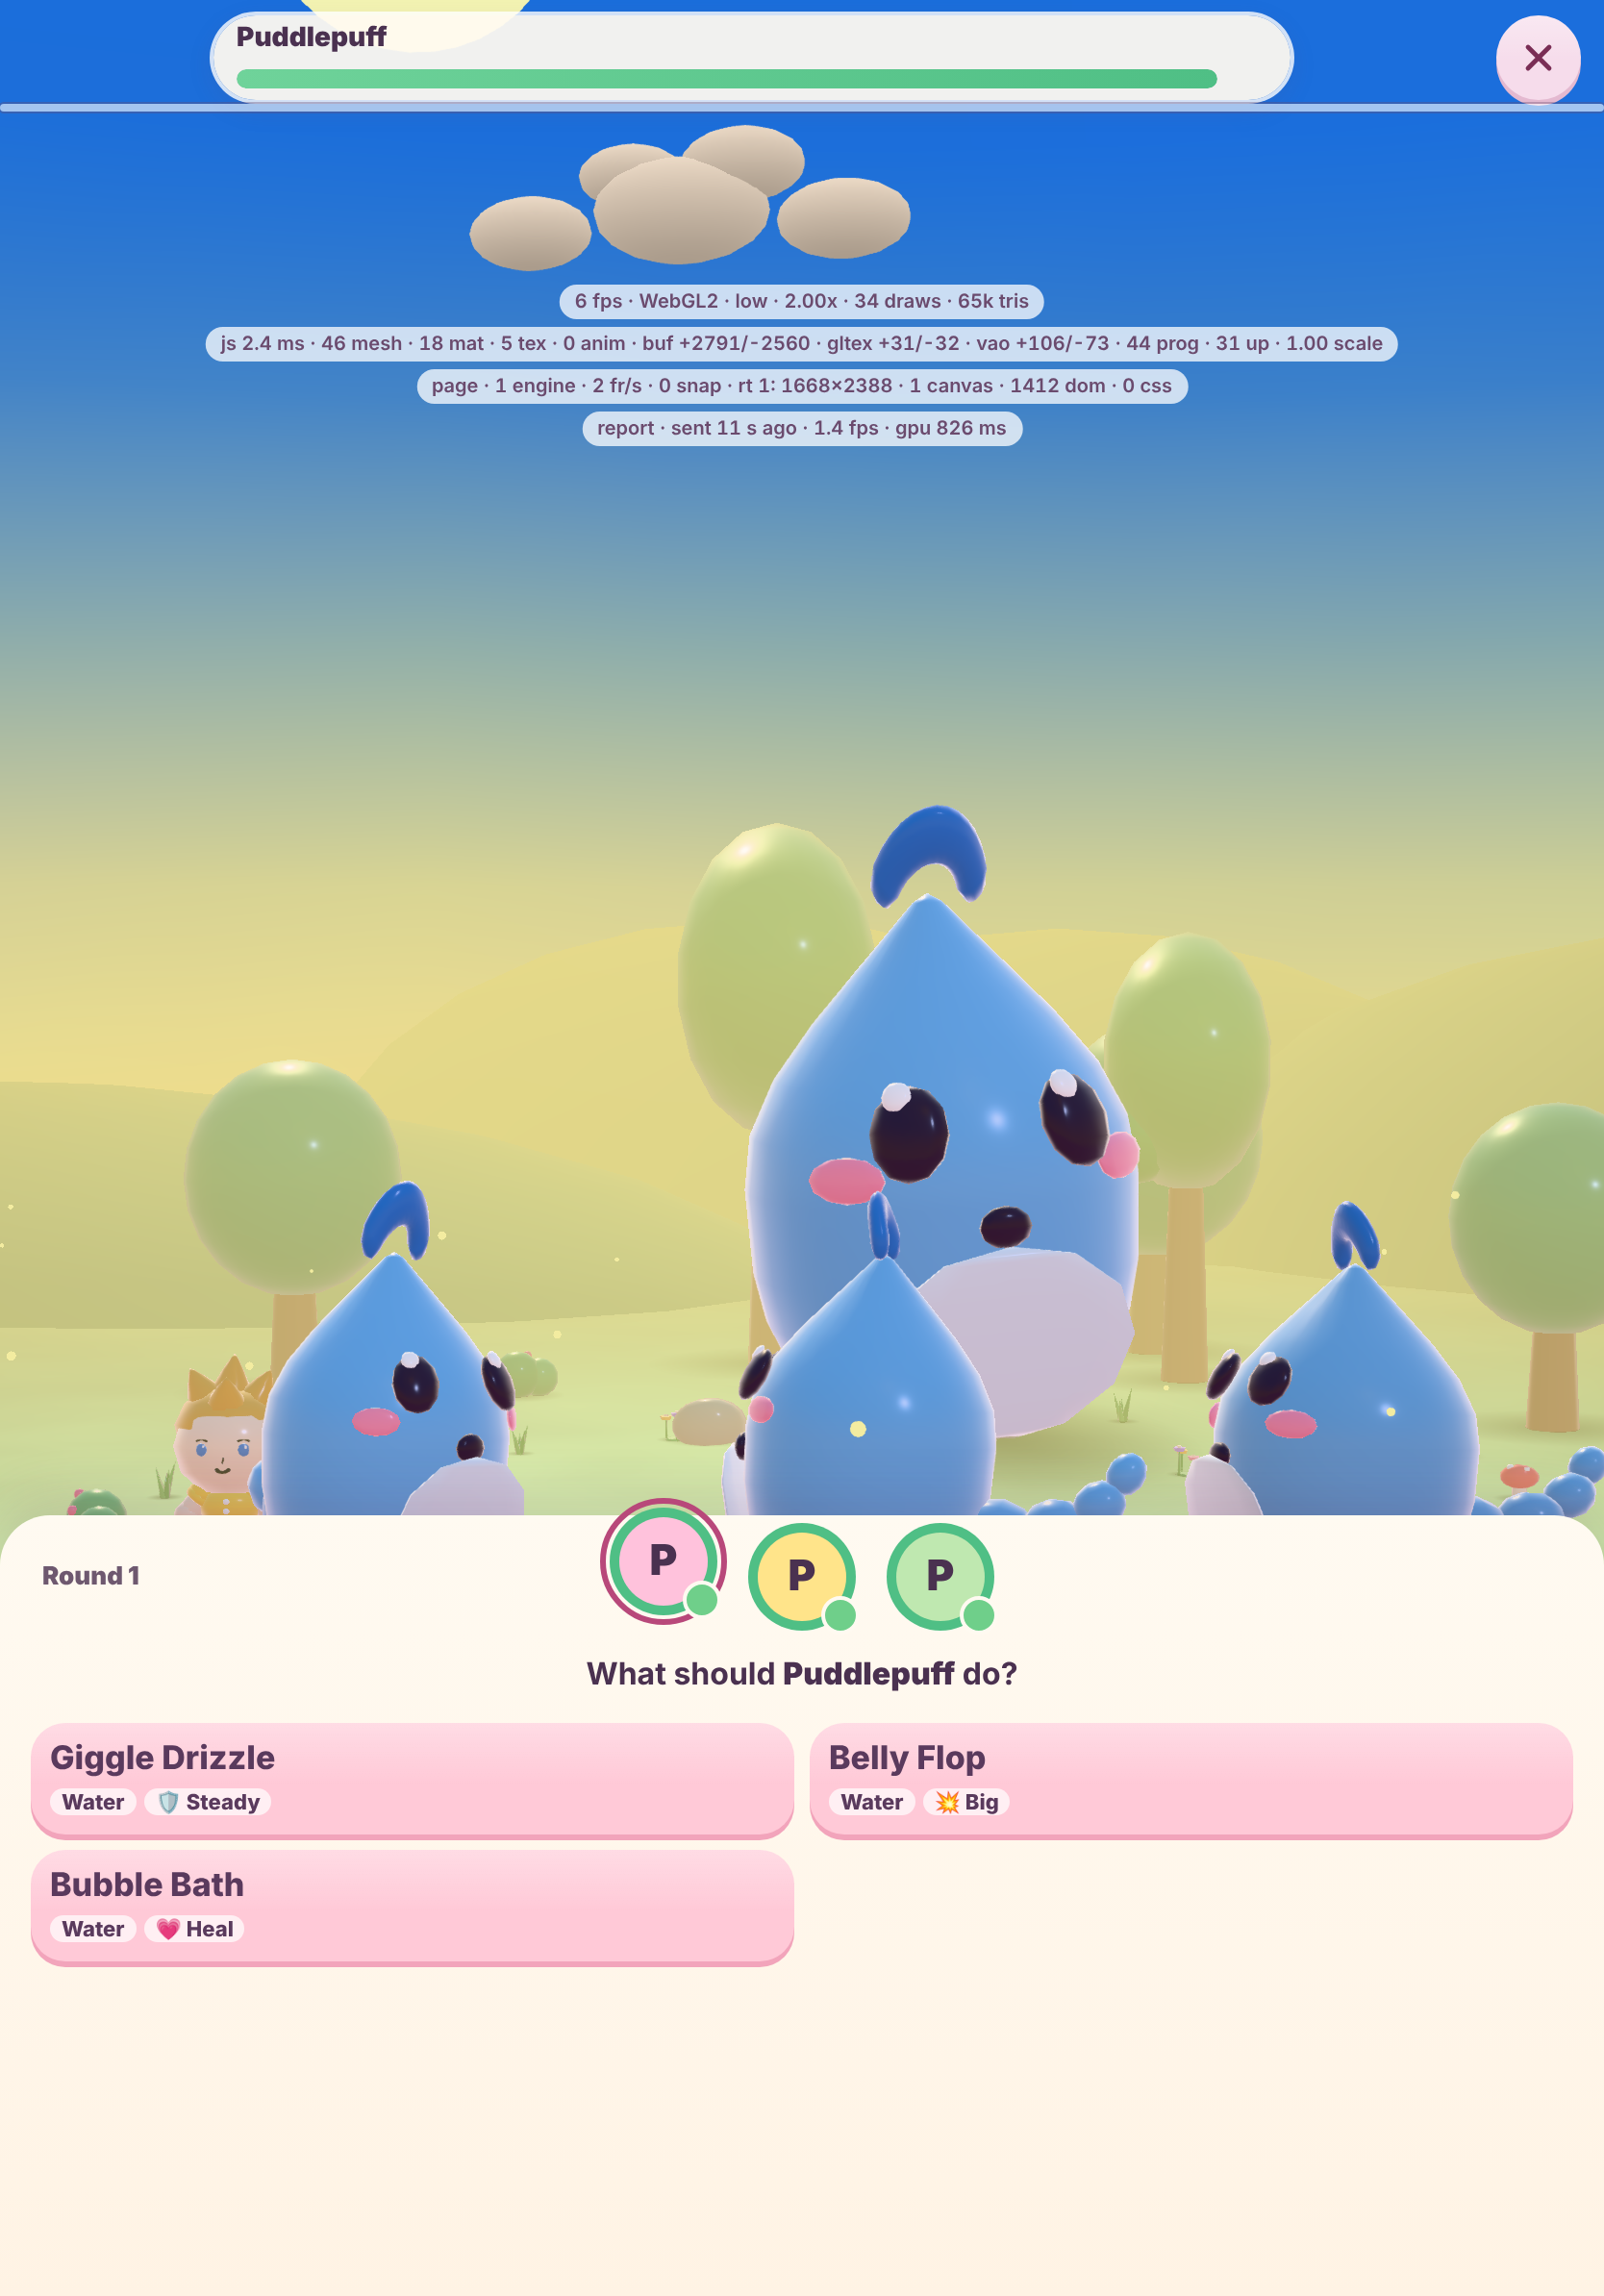 Puddlepuff
6 fps · WebGL2 · low · 2.00x · 34 draws · 65k tris
js 2.4 ms · 46 mesh · 18 mat · 5 tex · 0 anim · buf +2791/-2560 · gltex +31/-32 · vao +106/-73 · 44 prog · 31 up · 1.00 scale
page · 1 engine · 2 fr/s · 0 snap · rt 1: 1668×2388 · 1 canvas · 1412 dom · 0 css
report · sent 11 s ago · 1.4 fps · gpu 826 ms
Round 1
P P P
What should Puddlepuff do?
Giggle Drizzle
Water 🛡️ Steady
Belly Flop
Water 💥 Big
Bubble Bath
Water 💗 Heal